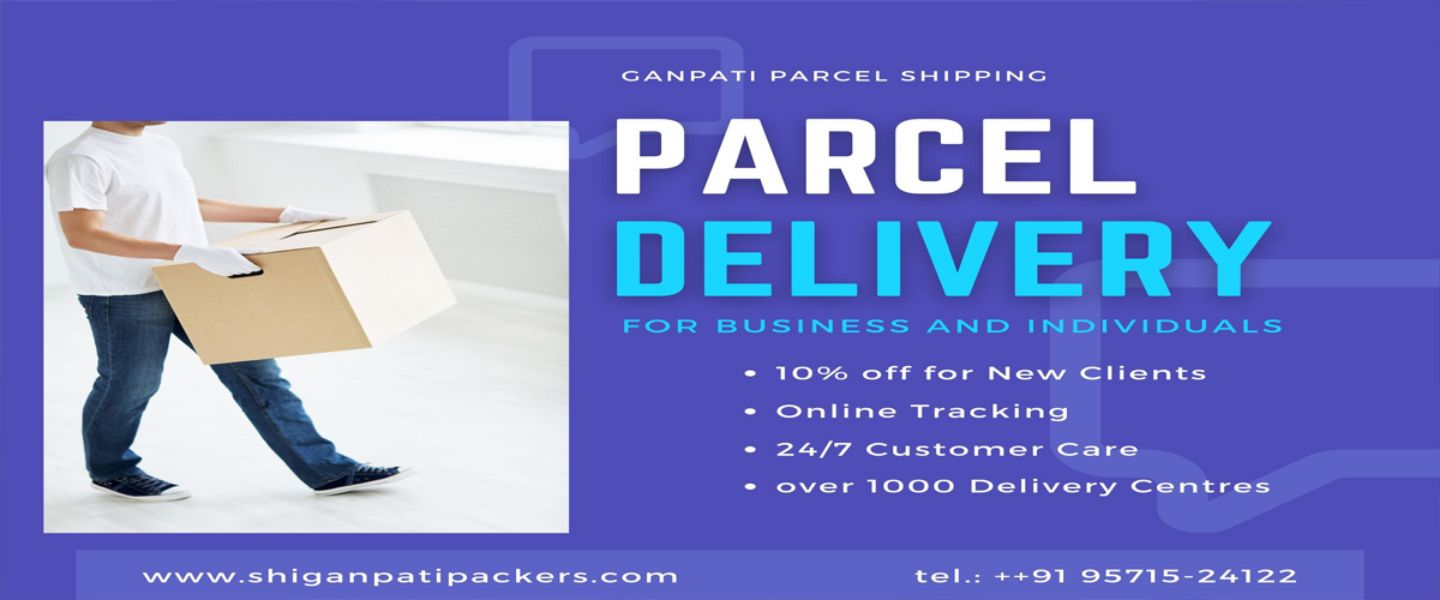 GANPATI PARCEL SHIPPING
PARCEL
DELIVERY
FOR BUSINESS AND INDIVIDUALS
• 10% off for New Clients
• Online Tracking
• 24/7 Customer Care
• over 1000 Delivery Centres
www.shiganpatipackers.com
tel.: ++91 95715-24122